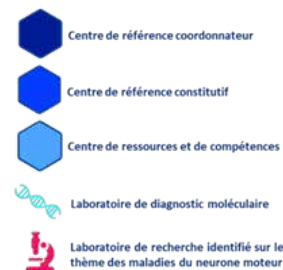 Centre de référence coordonnateur
Centre de référence constitutif
Centre de ressources et de compétences
Laboratoire de diagnostic moléculaire
Laboratoire de recherche identifié sur le
thème des maladies du neurone moteur